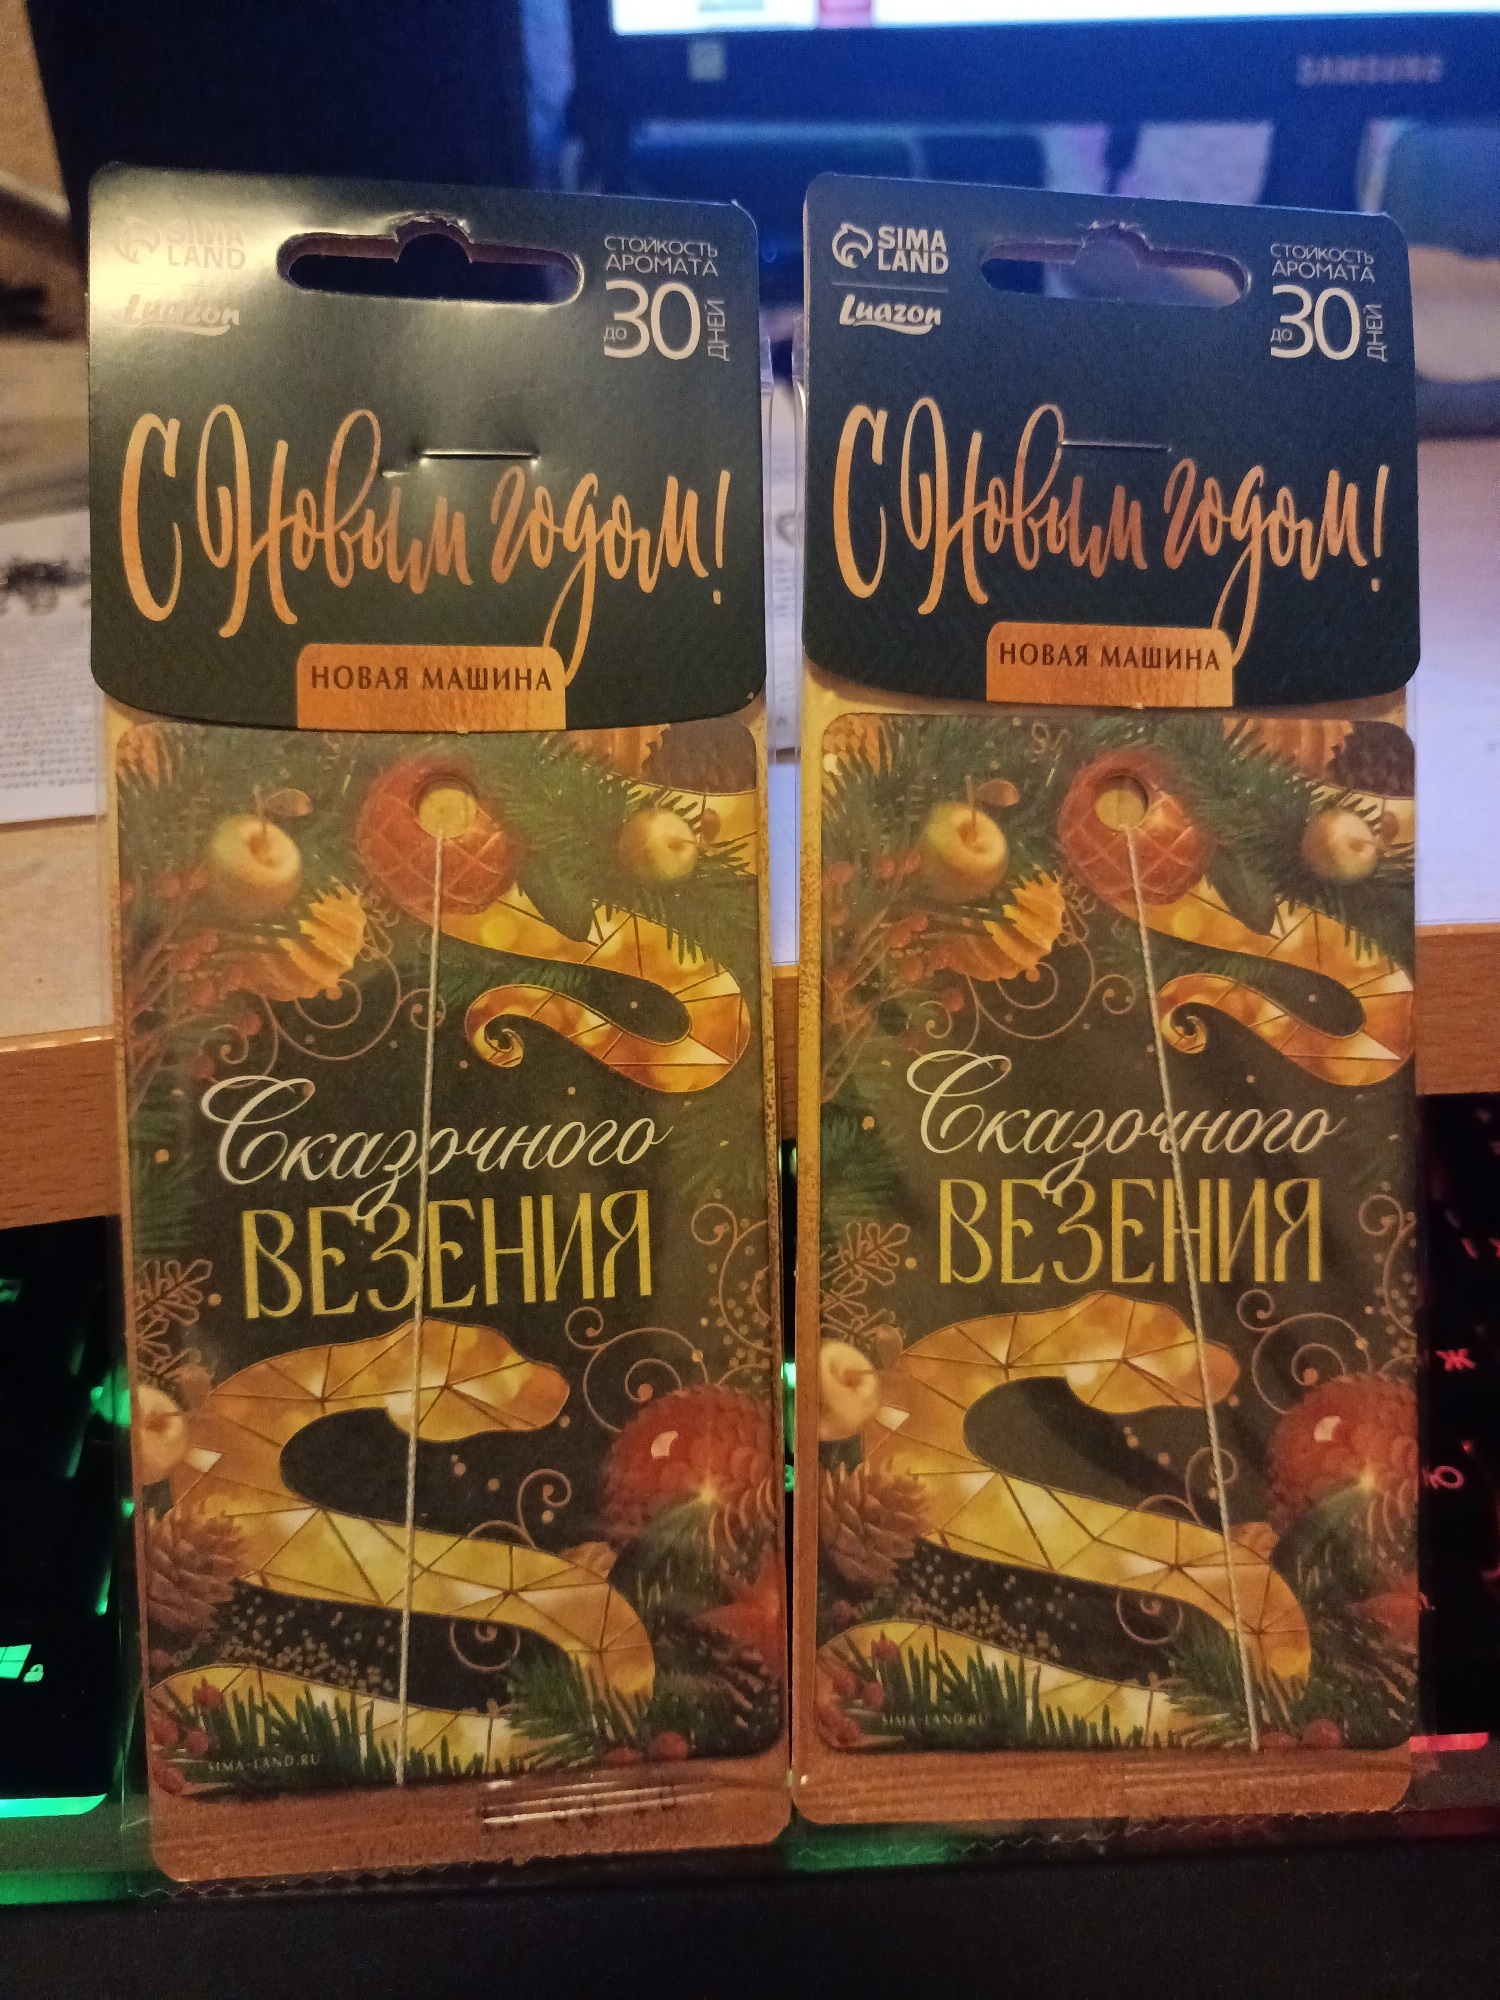 SAMSUNG
SIMA
LAND
Luazon
СТОЙКОСТЬ
АРОМАТА
ДО 30 ДНЕЙ
С Новым годом!
НОВАЯ МАШИНА
Сказочного
ВЕЗЕНИЯ
SIMA-LAND.RU
SIMA
LAND
Luazon
СТОЙКОСТЬ
АРОМАТА
ДО 30 ДНЕЙ
С Новым годом!
НОВАЯ МАШИНА
Сказочного
ВЕЗЕНИЯ
SIMA-LAND.RU
Ж
Ю